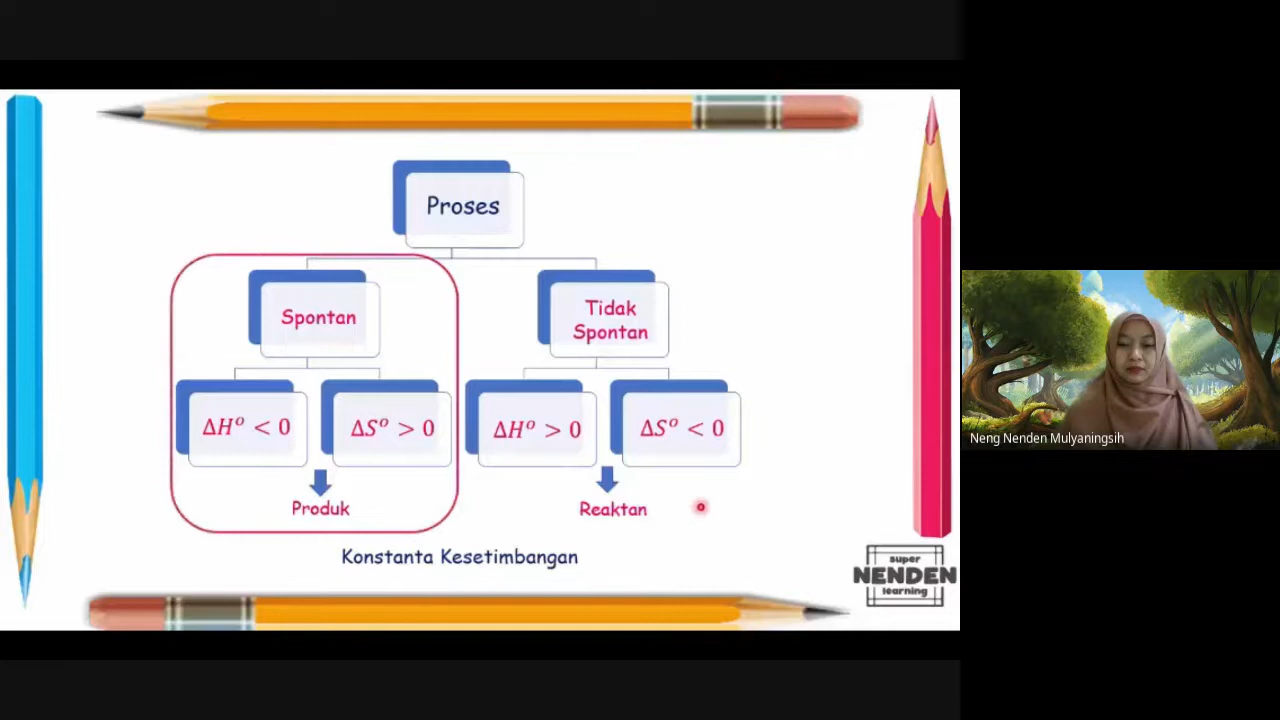 Proses
Spontan
Tidak
Spontan
ΔH° < 0
ΔS° > 0
ΔH° > 0
ΔS° < 0
Produk
Reaktan
Konstanta Kesetimbangan
super
NENDEN
learning
Neng Nenden Mulyaningsih